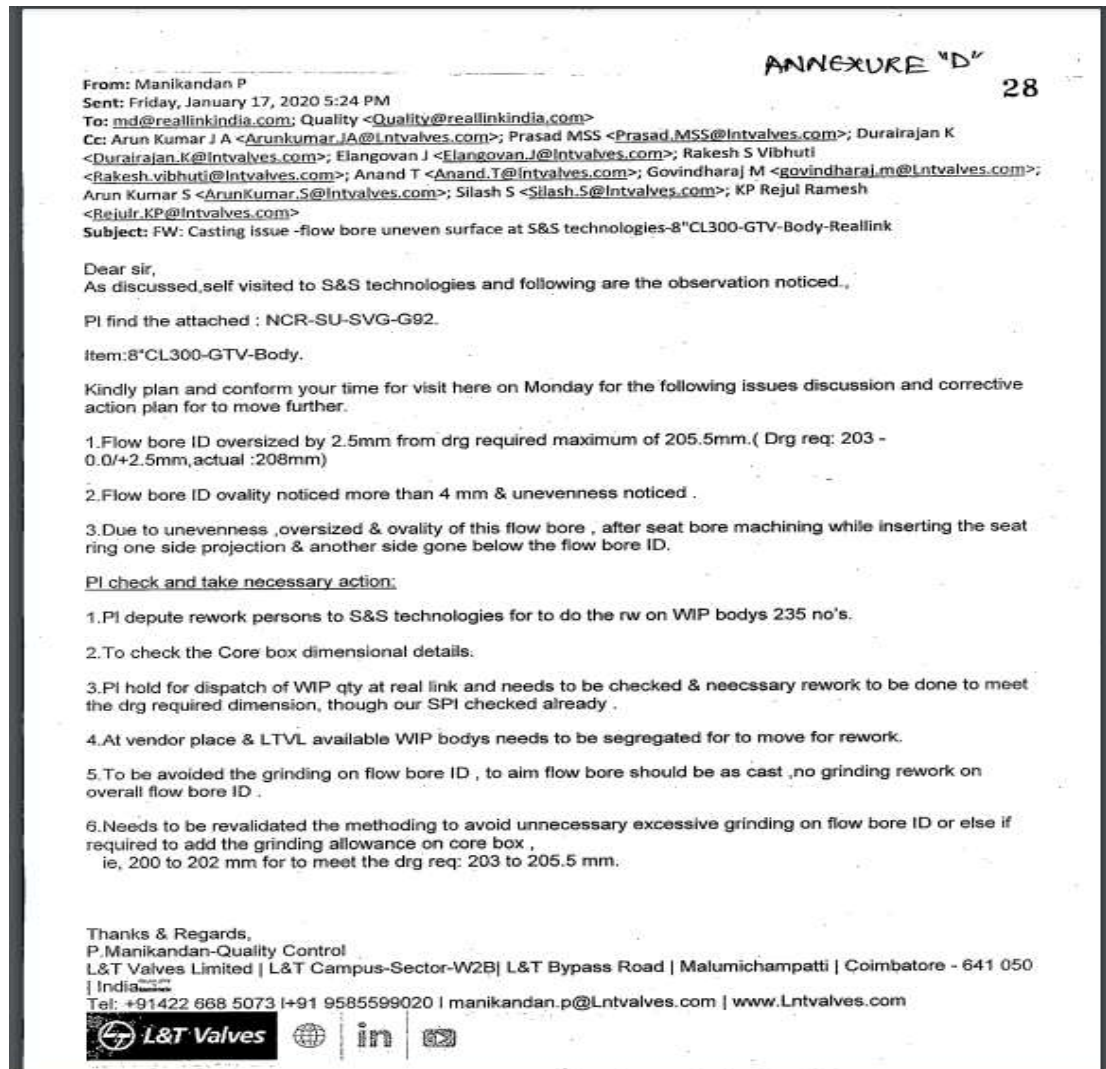 ANNEXURE "D"
28
From: Manikandan P
Sent: Friday, January 17, 2020 5:24 PM
To: md@reallinkindia.com; Quality <Quality@reallinkindia.com>
Cc: Arun Kumar J A <Arunkumar.JA@Lntvalves.com>; Prasad MSS <Prasad.MSS@lntvalves.com>; Durairajan K
<Durairajan.K@lntvalves.com>; Elangovan J <Elangovan.J@lntvalves.com>; Rakesh S Vibhuti
<Rakesh.vibhuti@lntvalves.com>; Anand T <Anand.T@lntvalves.com>; Govindharaj M <govindharaj.m@Lntvalves.com>;
Arun Kumar S <ArunKumar.S@lntvalves.com>; Silash S <Silash.S@lntvalves.com>; KP Rejul Ramesh
<Rejulr.KP@lntvalves.com>
Subject: FW: Casting issue -flow bore uneven surface at S&S technologies-8"CL300-GTV-Body-Reallink
Dear sir,
As discussed,self visited to S&S technologies and following are the observation noticed.,
Pl find the attached : NCR-SU-SVG-G92.
Item:8"CL300-GTV-Body.
Kindly plan and conform your time for visit here on Monday for the following issues discussion and corrective
action plan for to move further.
1.Flow bore ID oversized by 2.5mm from drg required maximum of 205.5mm.( Drg req: 203 -
0.0/+2.5mm,actual :208mm)
2.Flow bore ID ovality noticed more than 4 mm & unevenness noticed .
3.Due to unevenness ,oversized & ovality of this flow bore , after seat bore machining while inserting the seat
ring one side projection & another side gone below the flow bore ID.
Pl check and take necessary action:
1.Pl depute rework persons to S&S technologies for to do the rw on WIP bodys 235 no's.
2.To check the Core box dimensional details.
3.Pl hold for dispatch of WIP qty at real link and needs to be checked & neecssary rework to be done to meet
the drg required dimension, though our SPI checked already .
4.At vendor place & LTVL available WIP bodys needs to be segregated for to move for rework.
5.To be avoided the grinding on flow bore ID , to aim flow bore should be as cast ,no grinding rework on
overall flow bore ID .
6.Needs to be revalidated the methoding to avoid unnecessary excessive grinding on flow bore ID or else if
required to add the grinding allowance on core box ,
ie, 200 to 202 mm for to meet the drg req: 203 to 205.5 mm.
Thanks & Regards,
P.Manikandan-Quality Control
L&T Valves Limited | L&T Campus-Sector-W2B| L&T Bypass Road | Malumichampatti | Coimbatore - 641 050
| India
Tel: +91422 668 5073 I+91 9585599020 I manikandan.p@Lntvalves.com | www.Lntvalves.com
L&T Valves
in